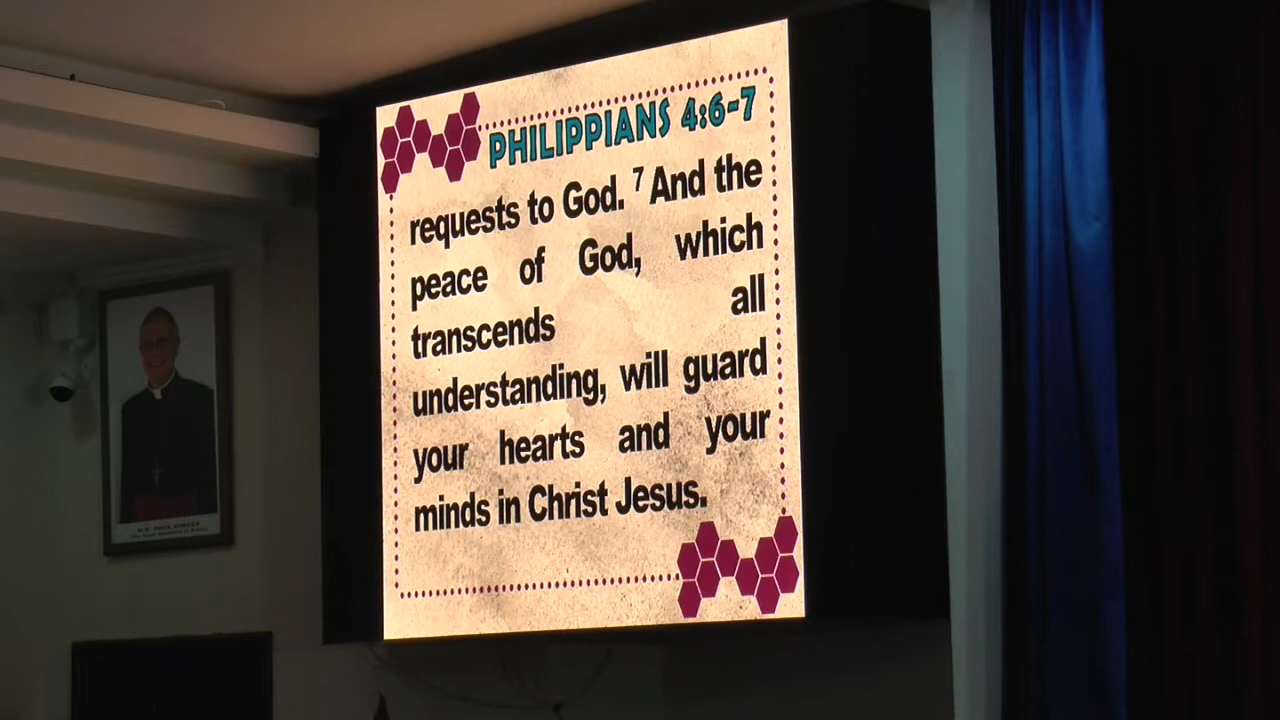 PHILIPPIANS 4:6-7
requests to God. ⁷ And the
peace of God, which
transcends all
understanding, will guard
your hearts and your
minds in Christ Jesus.